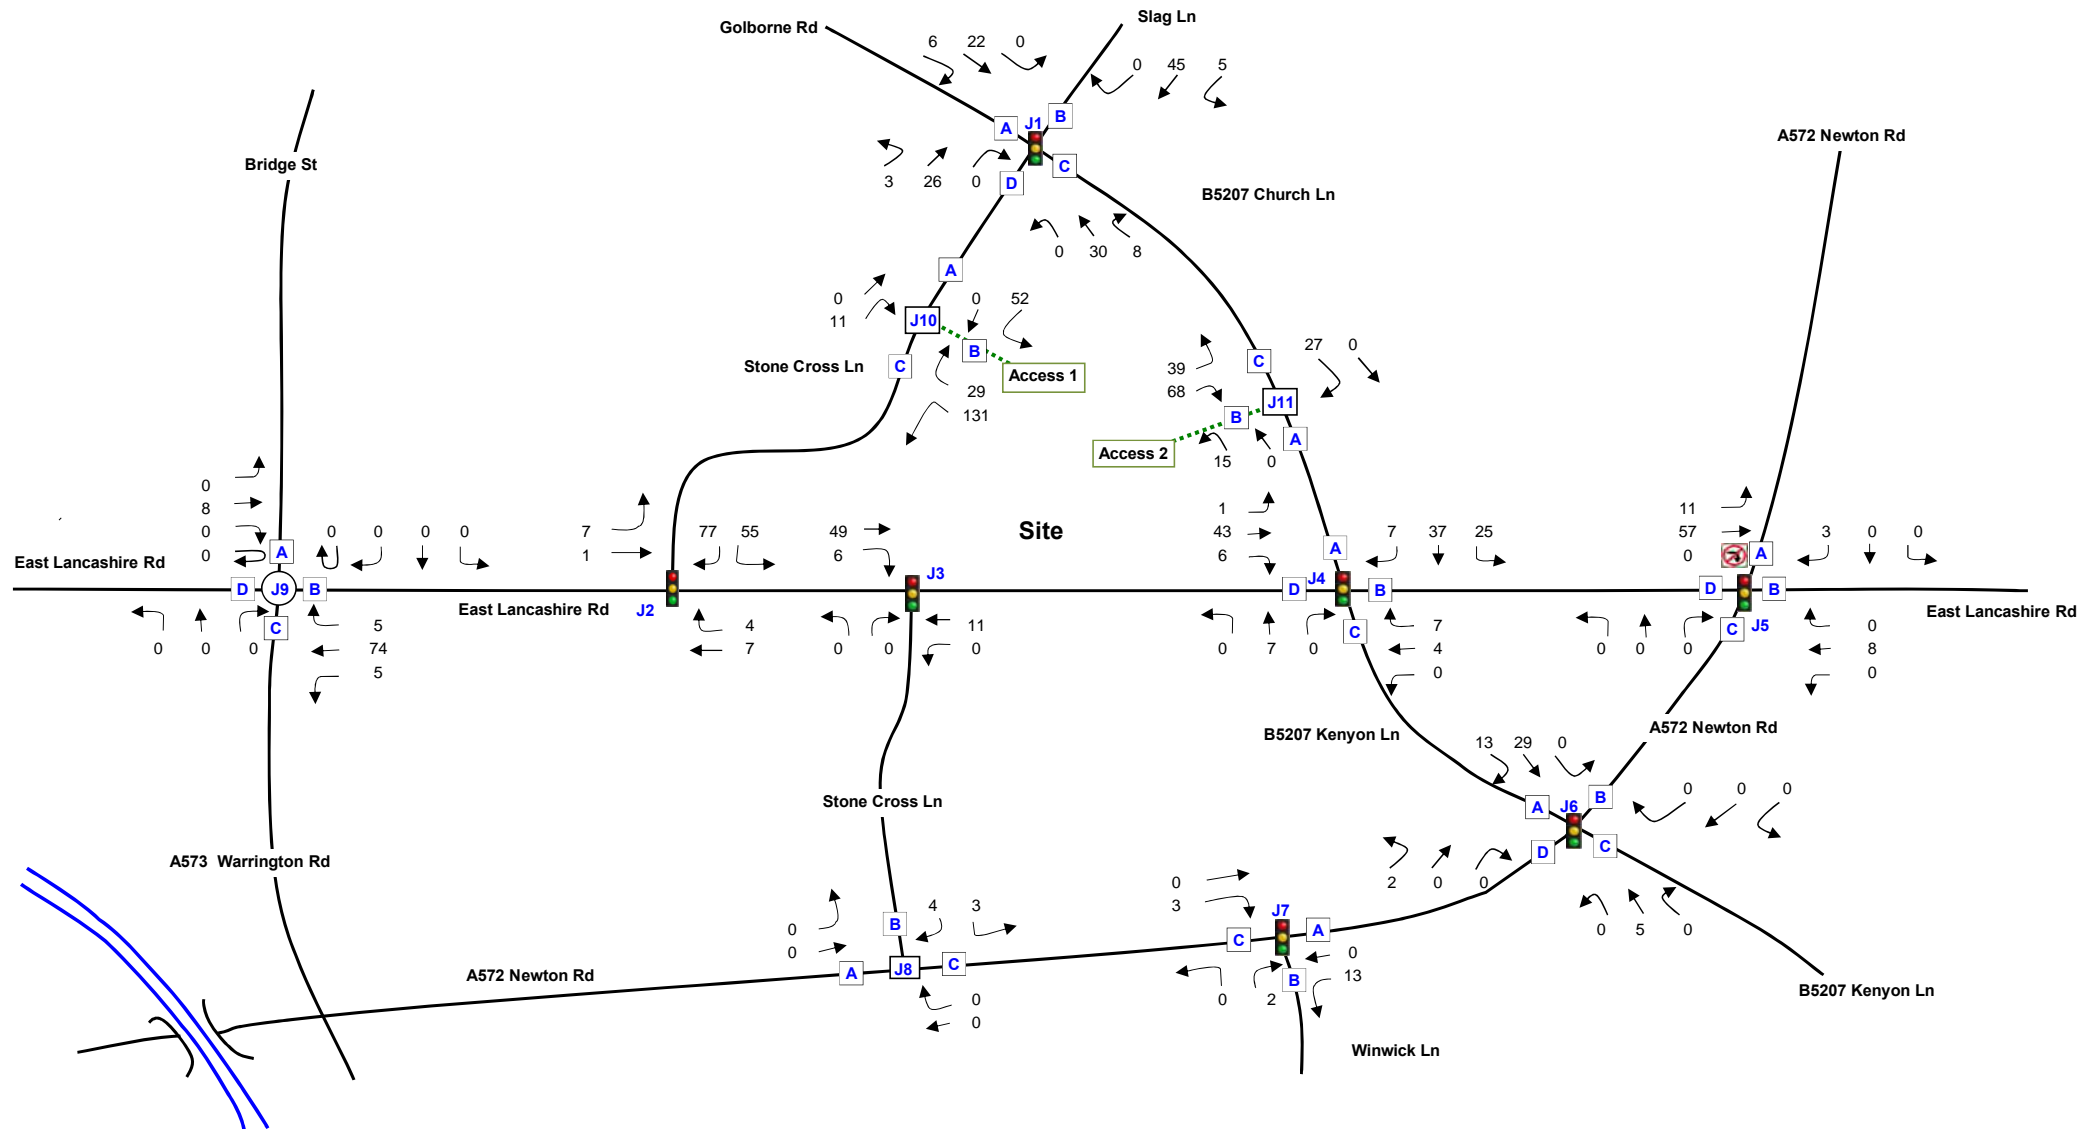 Golborne Rd
Slag Ln
6 22 0
0 45 5
A
J1
B
C
D
3 26 0
B5207 Church Ln
0 30 8
A572 Newton Rd
Bridge St
A
0
11
J10
0 52
B
C
Stone Cross Ln
Access 1
29
131
39
68
C
27 0
J11
B
A
Access 2
15 0
0
8
0
0
A
0 0 0 0
East Lancashire Rd
D
J9
B
C
0 0 0
5
74
5
7
1
77 55
J2
East Lancashire Rd
4
7
49
6
J3
0 0
11
0
Site
1
43
6
A
7 37 25
D
J4
B
C
0 7 0
7
4
0
11
57
0
A
3 0 0
D
B
C
J5
0 0 0
0
8
0
East Lancashire Rd
B5207 Kenyon Ln
A572 Newton Rd
13 29 0
0 0 0
A
J6
B
C
D
2 0 0
0 5 0
B5207 Kenyon Ln
Stone Cross Ln
A573 Warrington Rd
A572 Newton Rd
0
0
B
4 3
A
J8
C
0
0
0
3
J7
C
A
B
0
13
0 2
Winwick Ln